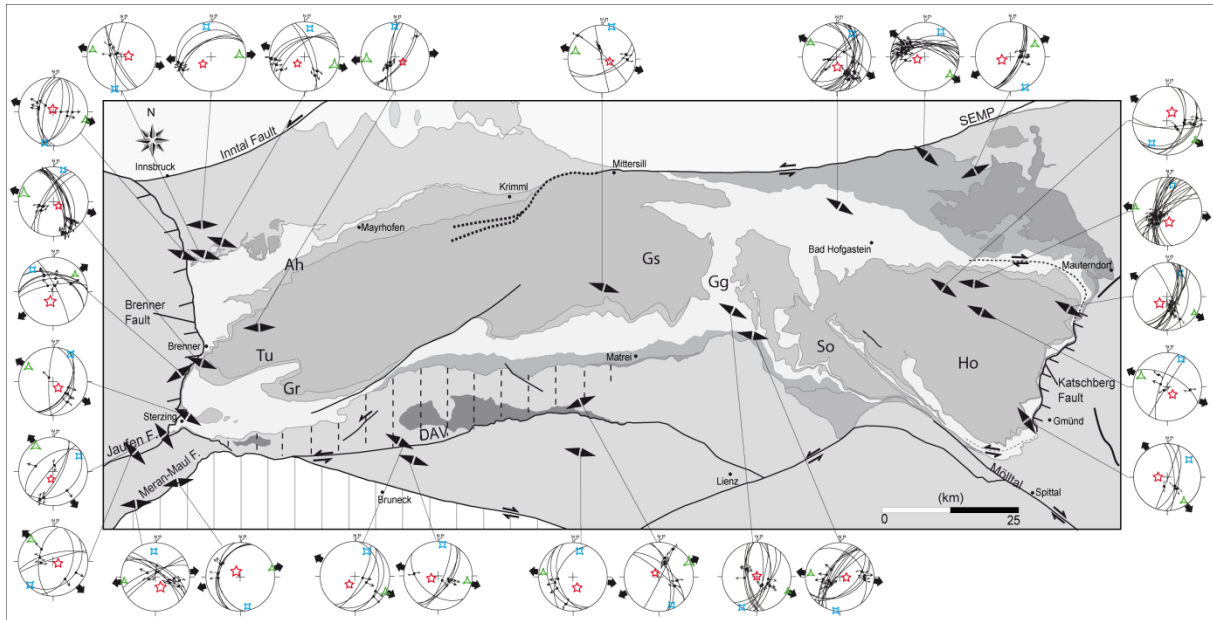 N
Innsbruck
Inntal Fault
SEMP
Mittersill
Krimml
Mayrhofen
Ah
Gs
Bad Hofgastein
Mauterndorf
Gg
Brenner
Fault
Brenner
Tu
Matrei
So
Ho
Gr
Katschberg
Fault
Sterzing
Gmünd
DAV
Jaufen F.
Meran-Maul F.
Lienz
Mölltal
Bruneck
Spittal
(km)
0
25